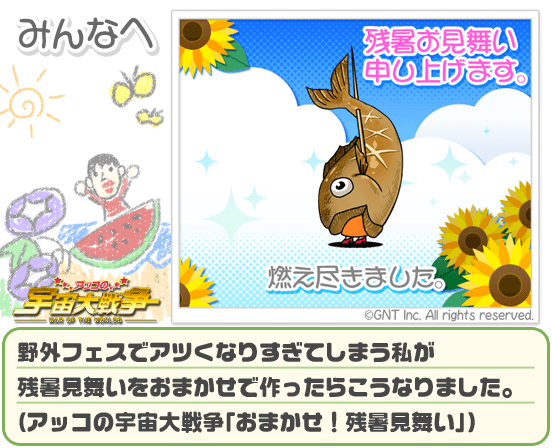 みんなへ
残暑お見舞い
申し上げます。
燃え尽きました。
アッコの
宇宙大戦争
WAR OF THE WORLDS
©GNT Inc. All rights reserved.
野外フェスでアツくなりすぎてしまう私が
残暑見舞いをおまかせで作ったらこうなりました。
(アッコの宇宙大戦争「おまかせ！残暑見舞い」)